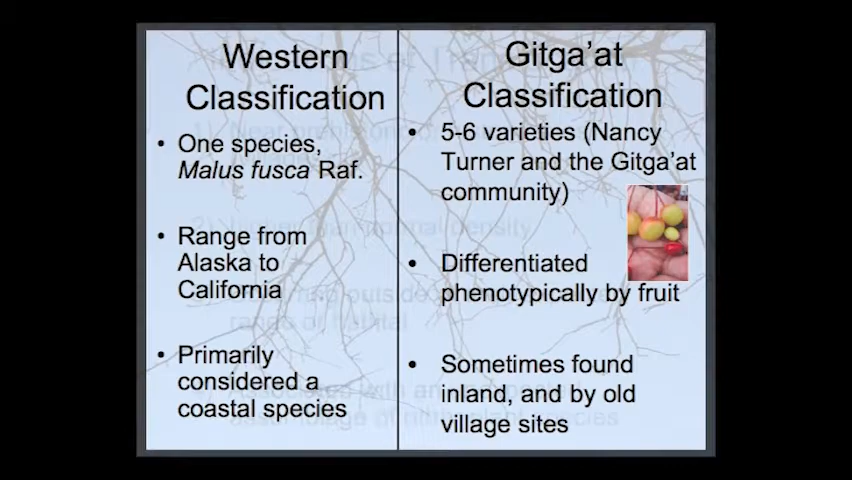 Western
Classification
• One species,
Malus fusca Raf.
• Range from
Alaska to
California
• Primarily
considered a
coastal species
Gitga’at
Classification
• 5-6 varieties (Nancy
Turner and the Gitga’at
community)
• Differentiated
phenotypically by fruit
• Sometimes found
inland, and by old
village sites